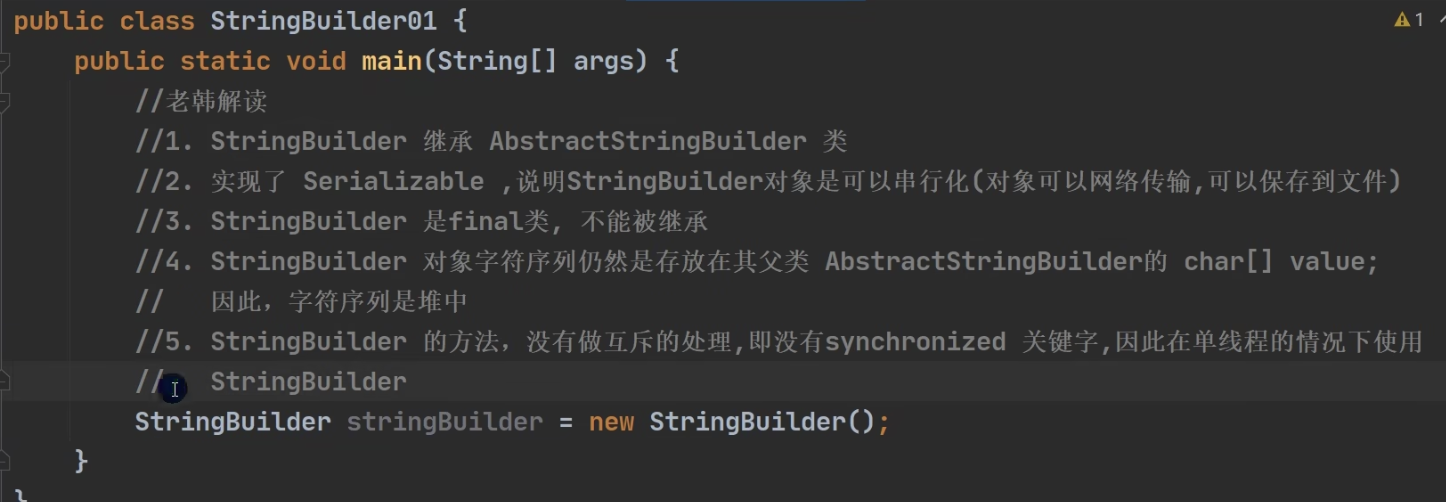 public class StringBuilder01 {
public static void main(String[] args) {
//老韩解读
//1. StringBuilder 继承 AbstractStringBuilder 类
//2. 实现了 Serializable ,说明StringBuilder对象是可以串行化(对象可以网络传输,可以保存到文件)
//3. StringBuilder 是final类, 不能被继承
//4. StringBuilder 对象字符序列仍然是存放在其父类 AbstractStringBuilder的 char[] value;
// 因此，字符序列是堆中
//5. StringBuilder 的方法，没有做互斥的处理,即没有synchronized 关键字,因此在单线程的情况下使用
// StringBuilder
StringBuilder stringBuilder = new StringBuilder();
}
}
1